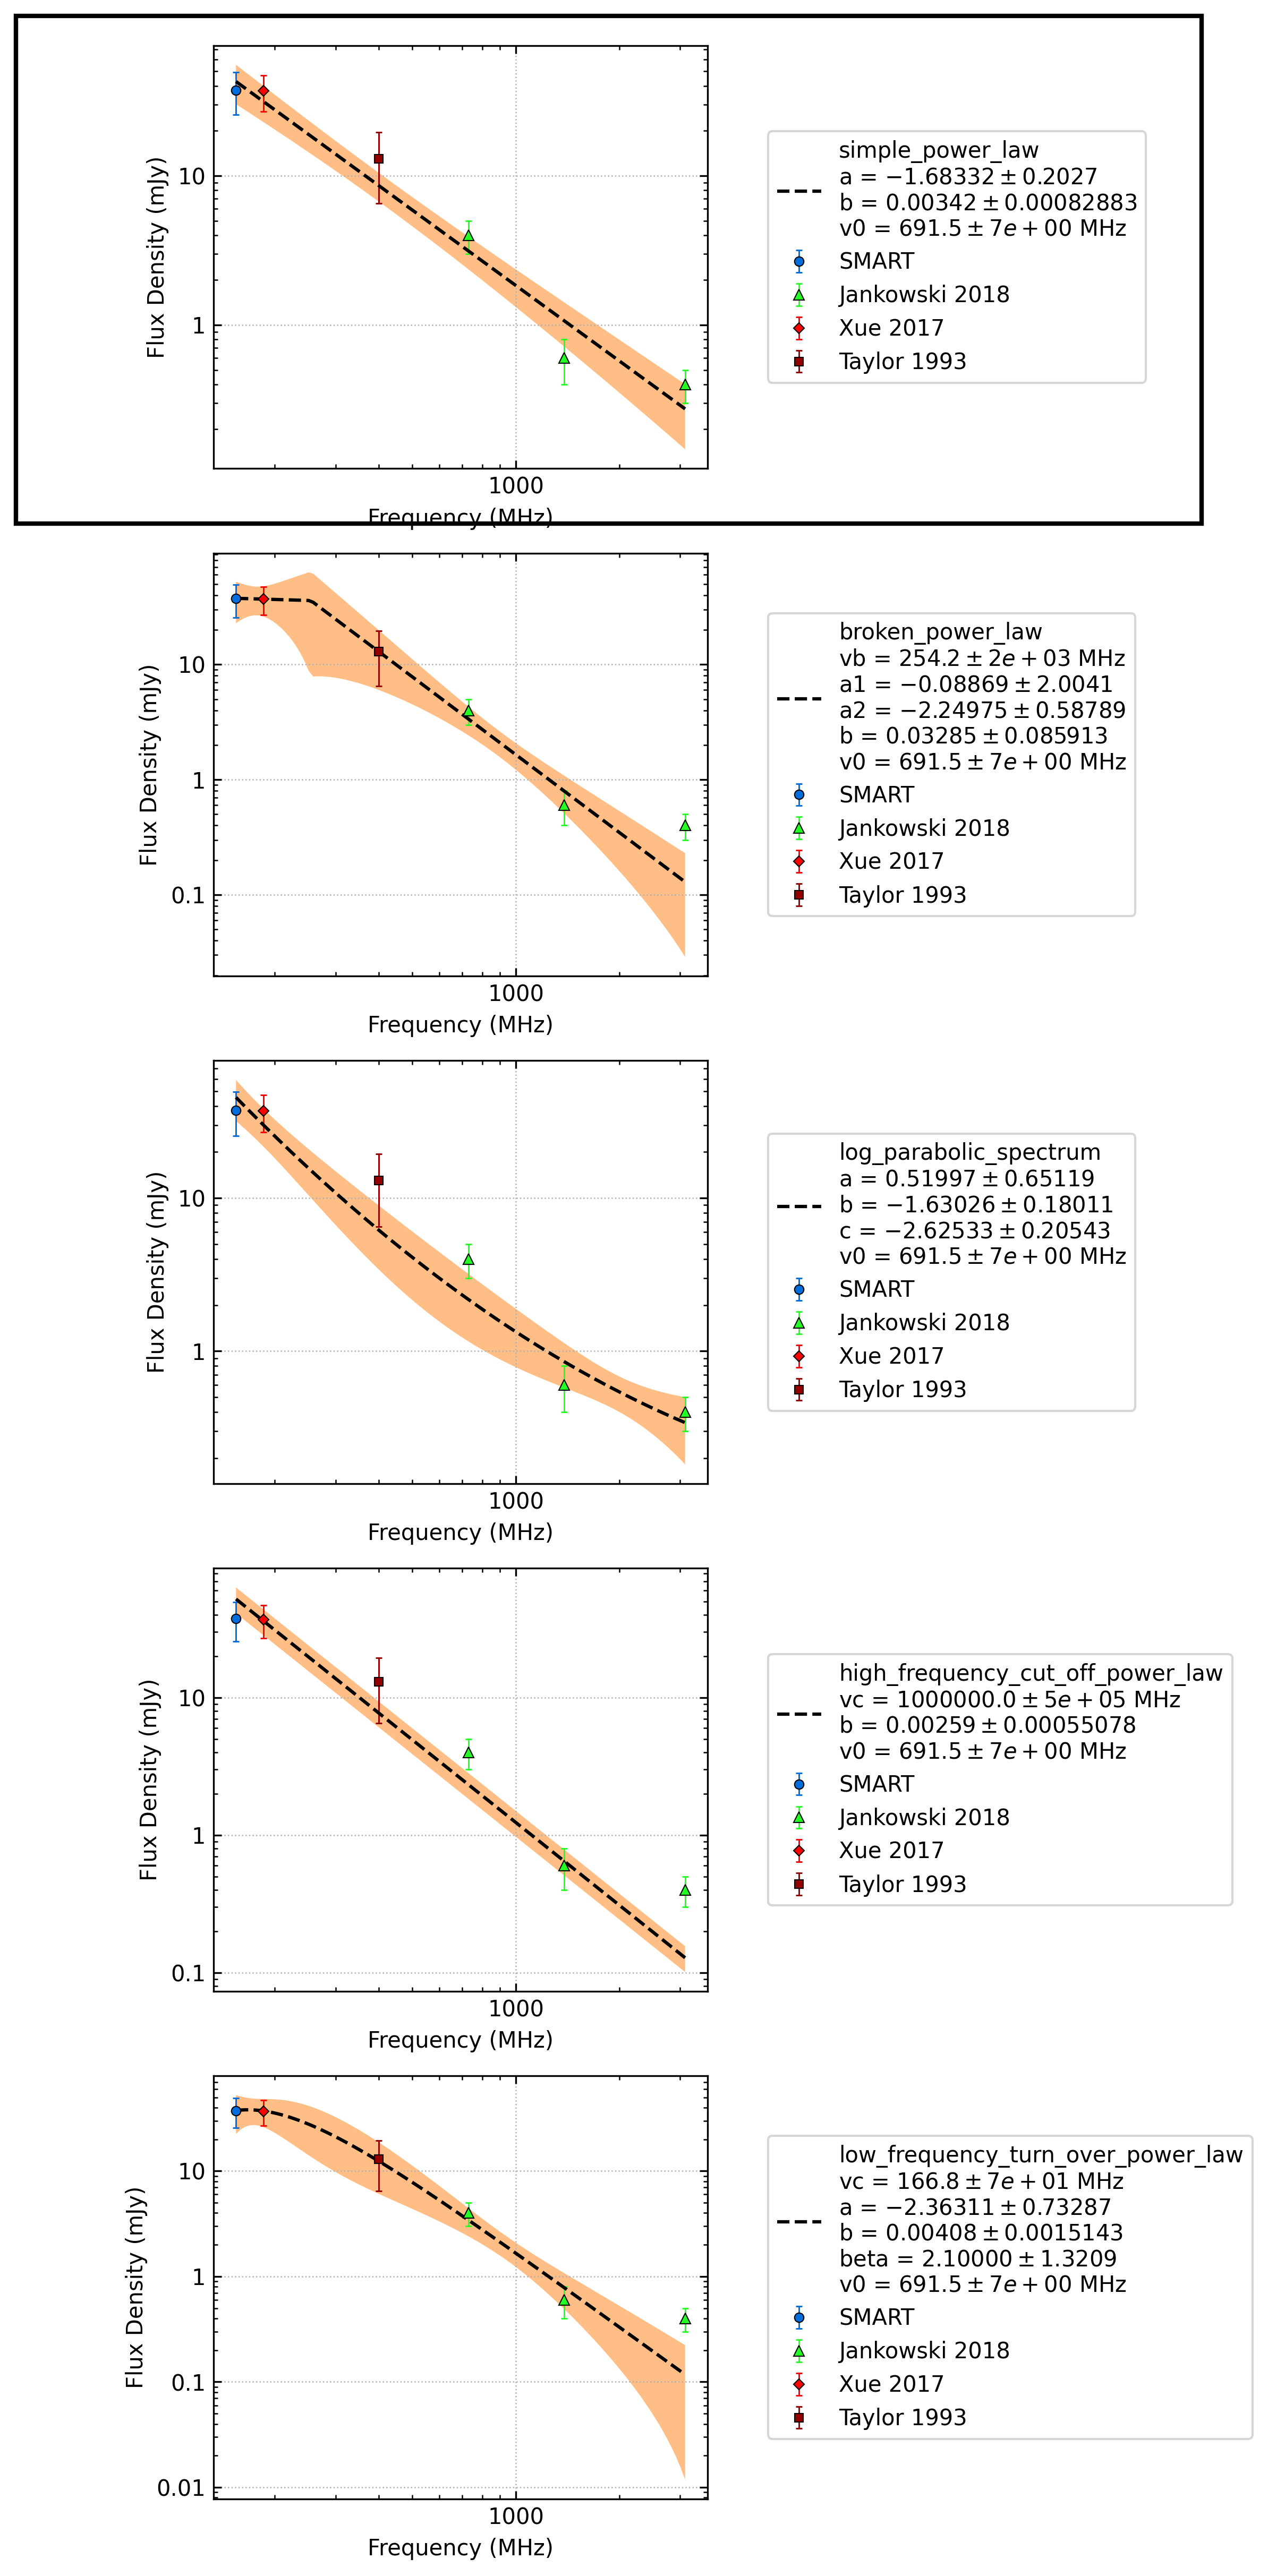 10
1
Flux Density (mJy)
1000
Frequency (MHz)
simple_power_law
a = −1.68332 ± 0.2027
b = 0.00342 ± 0.00082883
v0 = 691.5 ± 7e + 00 MHz
SMART
Jankowski 2018
Xue 2017
Taylor 1993
10
1
0.1
Flux Density (mJy)
1000
Frequency (MHz)
broken_power_law
vb = 254.2 ± 2e + 03 MHz
a1 = −0.08869 ± 2.0041
a2 = −2.24975 ± 0.58789
b = 0.03285 ± 0.085913
v0 = 691.5 ± 7e + 00 MHz
SMART
Jankowski 2018
Xue 2017
Taylor 1993
10
1
Flux Density (mJy)
1000
Frequency (MHz)
log_parabolic_spectrum
a = 0.51997 ± 0.65119
b = −1.63026 ± 0.18011
c = −2.62533 ± 0.20543
v0 = 691.5 ± 7e + 00 MHz
SMART
Jankowski 2018
Xue 2017
Taylor 1993
10
1
0.1
Flux Density (mJy)
1000
Frequency (MHz)
high_frequency_cut_off_power_law
vc = 1000000.0 ± 5e + 05 MHz
b = 0.00259 ± 0.00055078
v0 = 691.5 ± 7e + 00 MHz
SMART
Jankowski 2018
Xue 2017
Taylor 1993
10
1
0.1
0.01
Flux Density (mJy)
1000
Frequency (MHz)
low_frequency_turn_over_power_law
vc = 166.8 ± 7e + 01 MHz
a = −2.36311 ± 0.73287
b = 0.00408 ± 0.0015143
beta = 2.10000 ± 1.3209
v0 = 691.5 ± 7e + 00 MHz
SMART
Jankowski 2018
Xue 2017
Taylor 1993